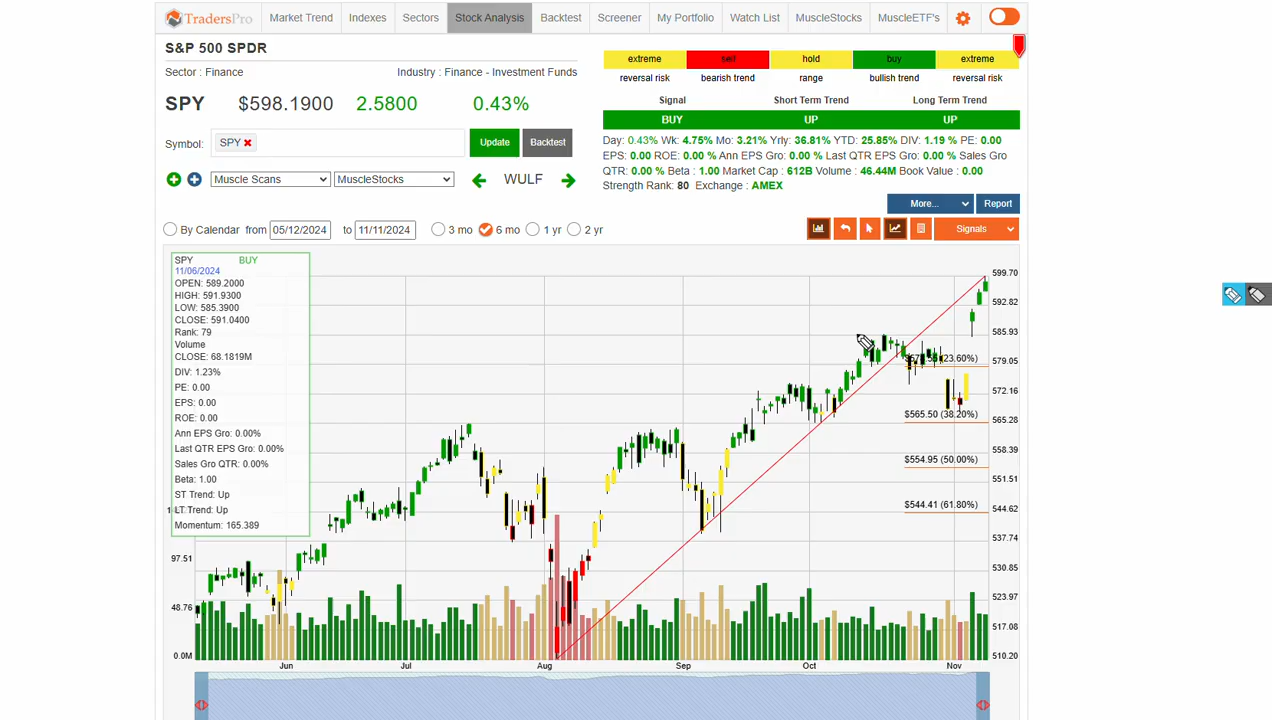 TradersPro Market Trend Indexes Sectors Stock Analysis Backtest Screener My Portfolio Watch List MuscleStocks MuscleETF's
S&P 500 SPDR
Sector : Finance Industry : Finance - Investment Funds
SPY $598.1900 2.5800 0.43%
Symbol: SPY Update Backtest
Muscle Scans MuscleStocks WULF
extreme sell hold buy extreme
reversal risk bearish trend range bullish trend reversal risk
Signal Short Term Trend Long Term Trend
BUY UP UP
Day: 0.43% Wk: 4.75% Mo: 3.21% Yrly: 36.81% YTD: 25.85% DIV: 1.19 % PE: 0.00
EPS: 0.00 ROE: 0.00 % Ann EPS Gro: 0.00 % Last QTR EPS Gro: 0.00 % Sales Gro
QTR: 0.00 % Beta : 1.00 Market Cap : 612B Volume : 46.44M Book Value : 0.00
Strength Rank: 80 Exchange : AMEX
More... Report
By Calendar from 05/12/2024 to 11/11/2024 3 mo 6 mo 1 yr 2 yr Signals
SPY BUY
11/06/2024
OPEN: 589.2000
HIGH: 591.9300
LOW: 585.3900
CLOSE: 591.0400
Rank: 79
Volume
CLOSE: 68.1819M
DIV: 1.23%
PE: 0.00
EPS: 0.00
ROE: 0.00
Ann EPS Gro: 0.00%
Last QTR EPS Gro: 0.00%
Sales Gro QTR: 0.00%
Beta: 1.00
ST Trend: Up
LT Trend: Up
Momentum: 165.389
97.51
48.76
0.0M
599.70
592.82
585.93
579.05
572.16
565.28
558.39
551.51
544.62
537.74
530.85
523.97
517.08
510.20
(23.60%)
$565.50 (38.20%)
$554.95 (50.00%)
$544.41 (61.80%)
Jun Jul Aug Sep Oct Nov